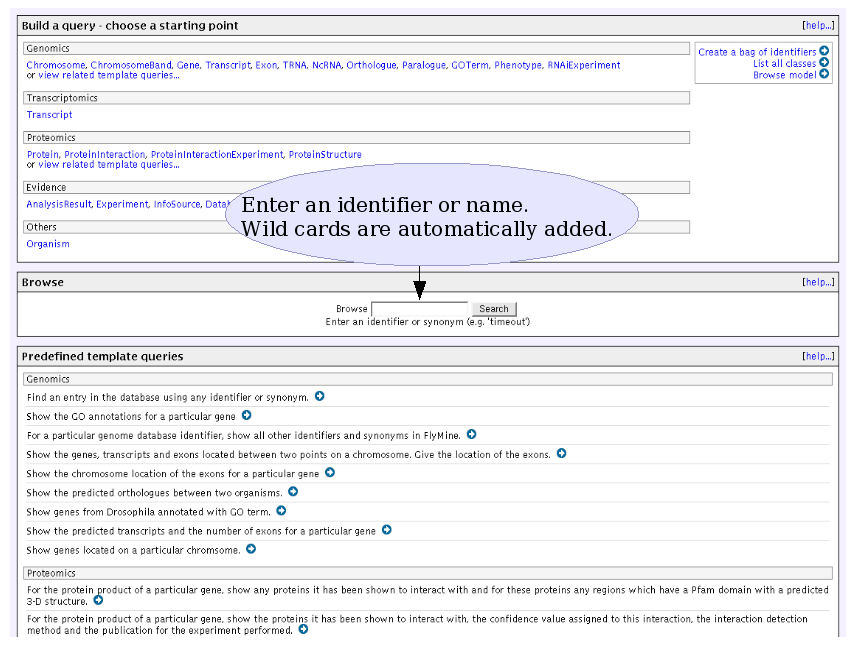 Build a query - choose a starting point [help...]
Genomics
Chromosome, ChromosomeBand, Gene, Transcript, Exon, TRNA, NcRNA, Orthologue, Paralogue, GOTerm, Phenotype, RNAiExperiment
or view related template queries...
Create a bag of identifiers
List all classes
Browse model
Transcriptomics
Transcript
Proteomics
Protein, ProteinInteraction, ProteinInteractionExperiment, ProteinStructure
or view related template queries...
Evidence
AnalysisResult, Experiment, InfoSource,
Others
Organism
Enter an identifier or name.
Wild cards are automatically added.
Browse [help...]
Browse Search
Enter an identifier or synonym (e.g. 'timeout')
Predefined template queries [help...]
Genomics
Find an entry in the database using any identifier or synonym.
Show the GO annotations for a particular gene
For a particular genome database identifier, show all other identifiers and synonyms in FlyMine.
Show the genes, transcripts and exons located between two points on a chromosome. Give the location of the exons.
Show the chromosome location of the exons for a particular gene
Show the predicted orthologues between two organisms.
Show genes from Drosophila annotated with GO term.
Show the predicted transcripts and the number of exons for a particular gene
Show genes located on a particular chromsome.
Proteomics
For the protein product of a particular gene, show any proteins it has been shown to interact with and for these proteins any regions which have a Pfam domain with a predicted
3-D structure.
For the protein product of a particular gene, show the proteins it has been shown to interact with, the confidence value assigned to this interaction, the interaction detection
method and the publication for the experiment performed.